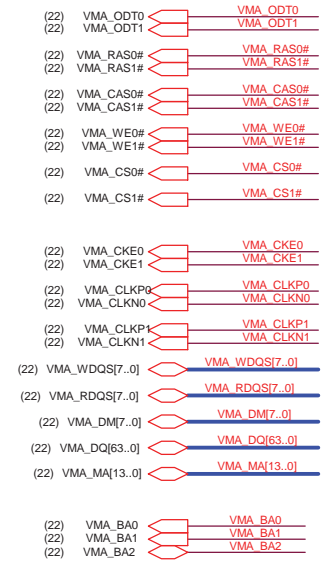 (22) VMA_ODT0 VMA_ODT0
(22) VMA_ODT1 VMA_ODT1
(22) VMA_RAS0# VMA_RAS0#
(22) VMA_RAS1# VMA_RAS1#
(22) VMA_CAS0# VMA_CAS0#
(22) VMA_CAS1# VMA_CAS1#
(22) VMA_WE0# VMA_WE0#
(22) VMA_WE1# VMA_WE1#
(22) VMA_CS0# VMA_CS0#
(22) VMA_CS1# VMA_CS1#
(22) VMA_CKE0 VMA_CKE0
(22) VMA_CKE1 VMA_CKE1
(22) VMA_CLKP0 VMA_CLKP0
(22) VMA_CLKN0 VMA_CLKN0
(22) VMA_CLKP1 VMA_CLKP1
(22) VMA_CLKN1 VMA_CLKN1
(22) VMA_WDQS[7..0] VMA_WDQS[7..0]
(22) VMA_RDQS[7..0] VMA_RDQS[7..0]
(22) VMA_DM[7..0] VMA_DM[7..0]
(22) VMA_DQ[63..0] VMA_DQ[63..0]
(22) VMA_MA[13..0] VMA_MA[13..0]
(22) VMA_BA0 VMA_BA0
(22) VMA_BA1 VMA_BA1
(22) VMA_BA2 VMA_BA2